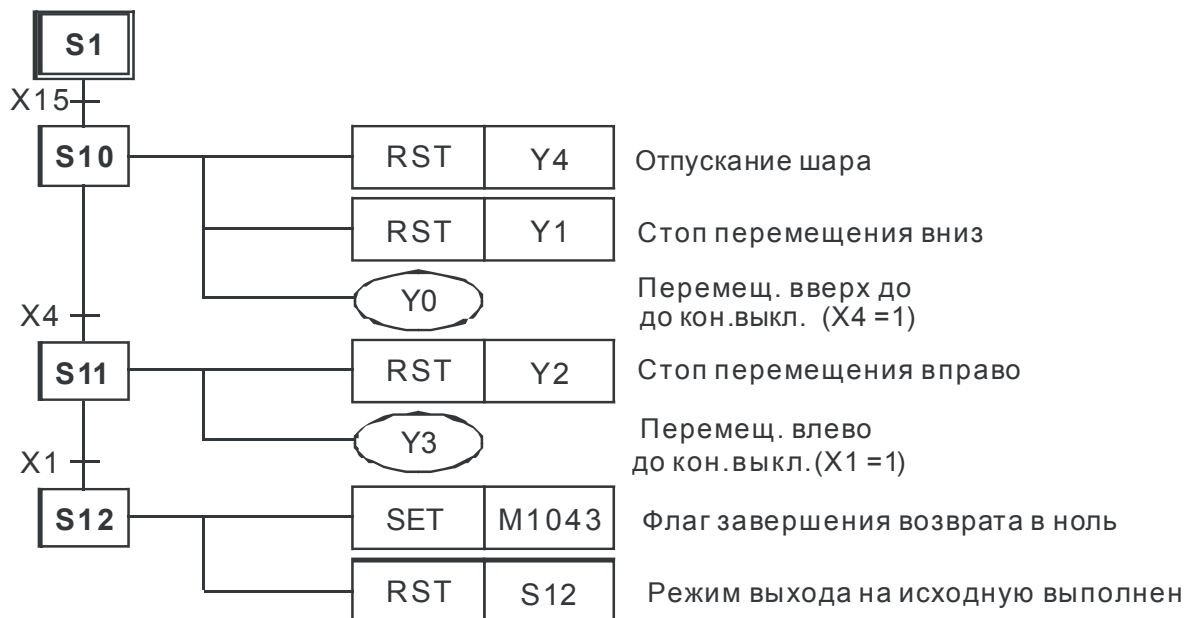 S1
X15
S10
RST Y4 Отпускание шара
RST Y1 Стоп перемещения вниз
Y0 Перемещ. вверх до
до кон.выкл. (X4 =1)
X4
S11
RST Y2 Стоп перемещения вправо
Y3 Перемещ. влево
до кон.выкл.(X1 =1)
X1
S12
SET M1043 Флаг завершения возврата в ноль
RST S12 Режим выхода на исходную выполнен